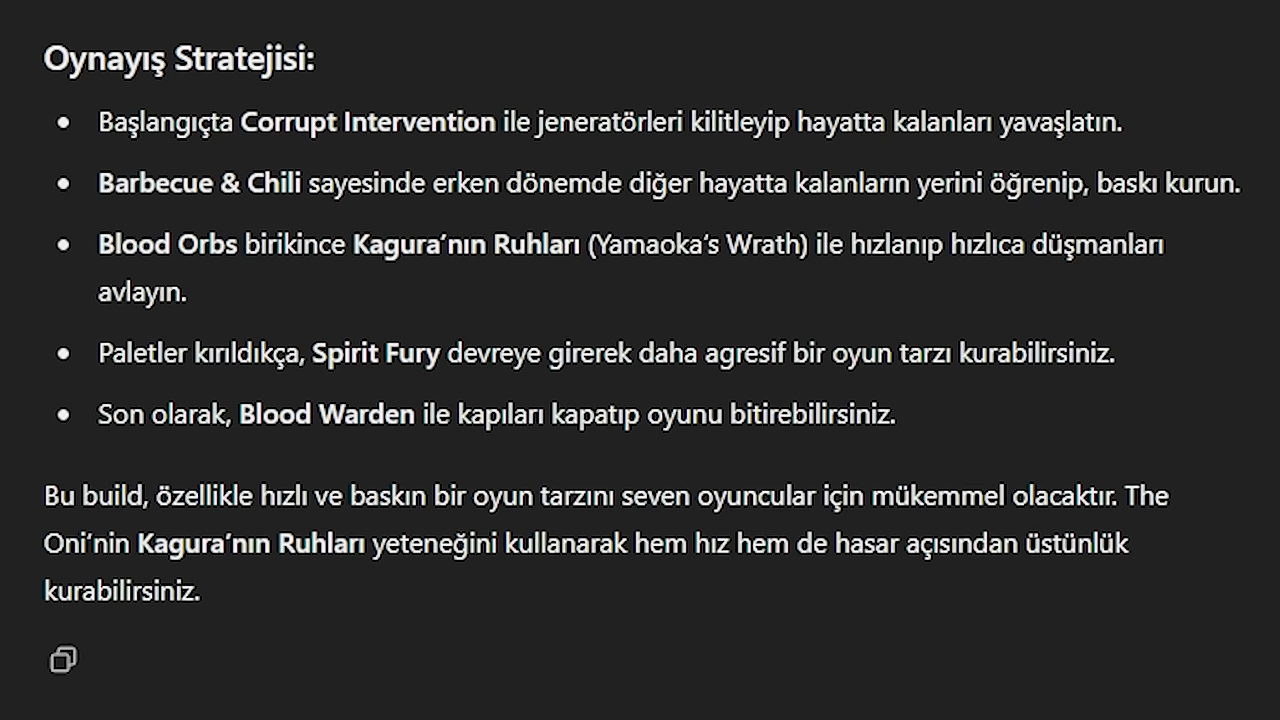 Oynayış Stratejisi:
• Başlangıçta Corrupt Intervention ile jeneratörleri kilitleyip hayatta kalanları yavaşlatın.
• Barbecue & Chili sayesinde erken dönemde diğer hayatta kalanların yerini öğrenip, baskı kurun.
• Blood Orbs birikince Kagura’nın Ruhları (Yamaoka’s Wrath) ile hızlanıp hızlıca düşmanları
avlayın.
• Paletler kırıldıkça, Spirit Fury devreye girerek daha agresif bir oyun tarzı kurabilirsiniz.
• Son olarak, Blood Warden ile kapıları kapatıp oyunu bitirebilirsiniz.
Bu build, özellikle hızlı ve baskın bir oyun tarzını seven oyuncular için mükemmel olacaktır. The
Oni’nin Kagura’nın Ruhları yeteneğini kullanarak hem hız hem de hasar açısından üstünlük
kurabilirsiniz.